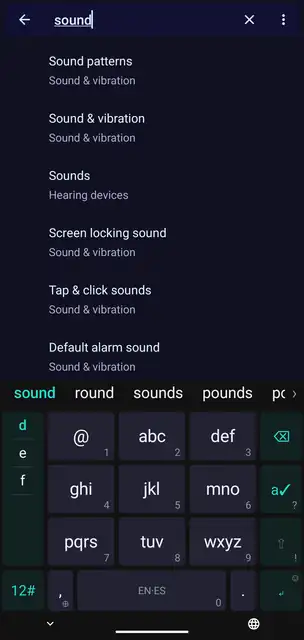 sound
Sound patterns
Sound & vibration
Sound & vibration
Sound & vibration
Sounds
Hearing devices
Screen locking sound
Sound & vibration
Tap & click sounds
Sound & vibration
Default alarm sound
Sound & vibration
sound round sounds pounds
d
e
f
@ 1
abc 2
def 3
ghi 4
jkl 5
mno 6
a ?
pqrs 7
tuv 8
wxyz 9
!
12#
,
EN·ES 0
.